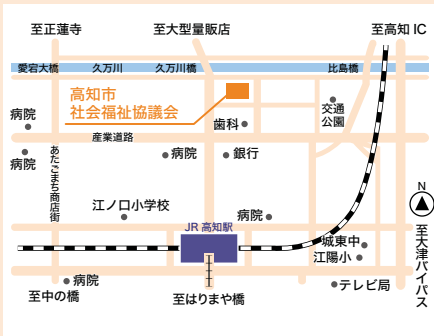 至正蓮寺
至大型量販店
至高知 IC
愛宕大橋
久万川
久万川橋
比島橋
高知市
社会福祉協議会
交通
公園
病院
歯科
産業道路
病院
あたごまち商店街
病院
銀行
N
江ノ口小学校
病院
JR 高知駅
城東中
江陽小
至大津バイパス
病院
テレビ局
至中の橋
至はりまや橋